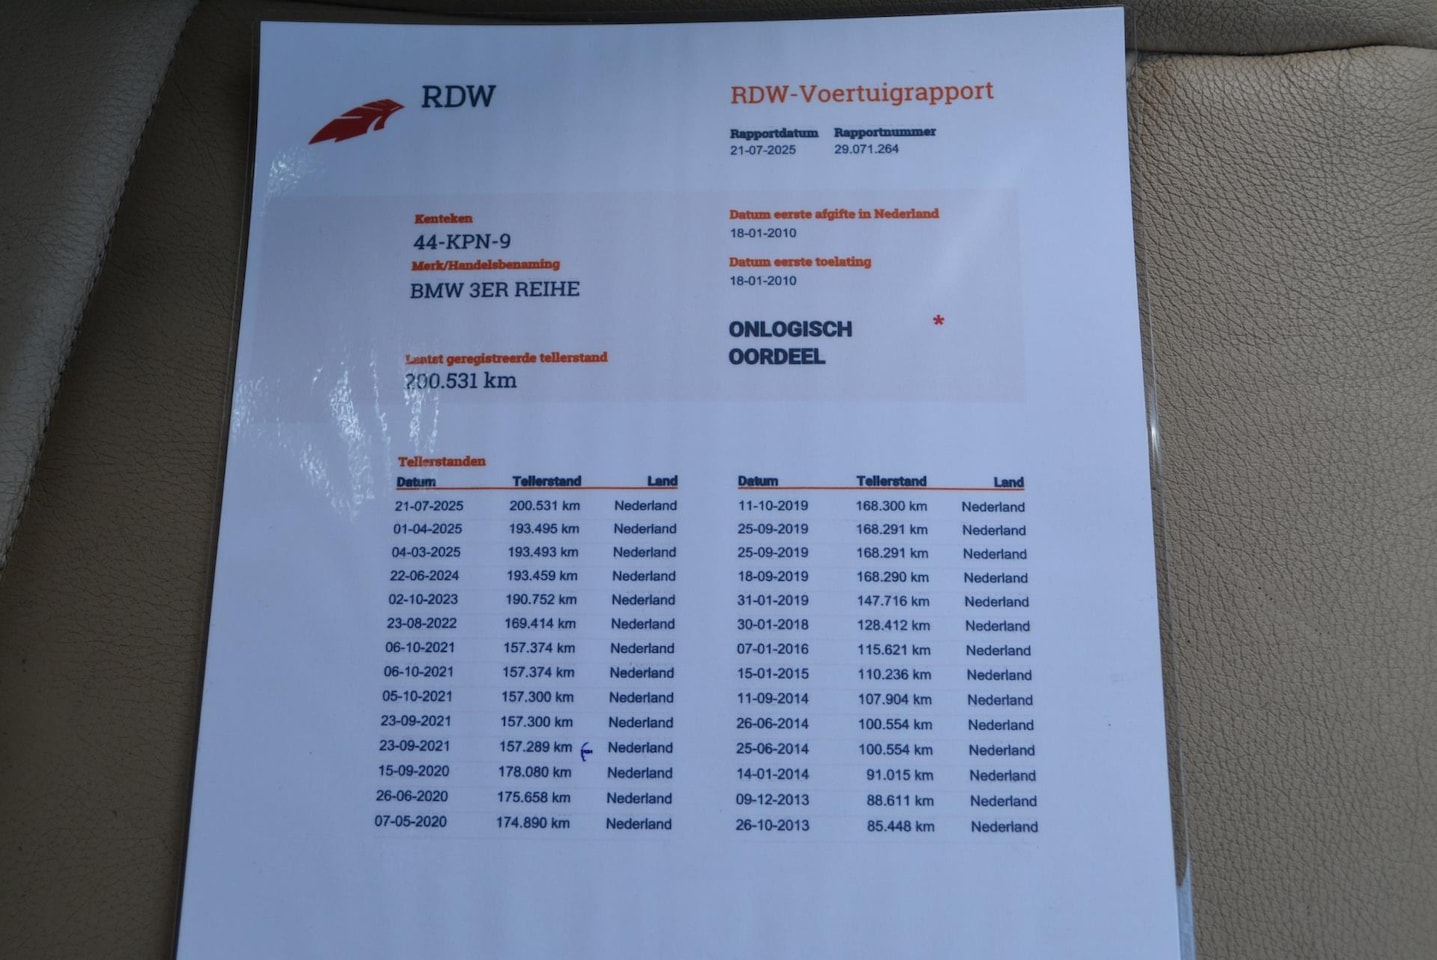 RDW
RDW-Voertuigrapport
Rapportdatum Rapportnummer
21-07-2025 29.071.264
Kenteken
44-KPN-9
Merk/Handelsbenaming
BMW 3ER REIHE
Datum eerste afgifte in Nederland
18-01-2010
Datum eerste toelating
18-01-2010
ONLOGISCH *
OORDEEL
Laatst geregistreerde tellerstand
200.531 km
Tellerstanden
Datum Tellerstand Land
21-07-2025 200.531 km Nederland
01-04-2025 193.495 km Nederland
04-03-2025 193.493 km Nederland
22-06-2024 193.459 km Nederland
02-10-2023 190.752 km Nederland
23-08-2022 169.414 km Nederland
06-10-2021 157.374 km Nederland
06-10-2021 157.374 km Nederland
05-10-2021 157.300 km Nederland
23-09-2021 157.300 km Nederland
23-09-2021 157.289 km Nederland
15-09-2020 178.080 km Nederland
26-06-2020 175.658 km Nederland
07-05-2020 174.890 km Nederland
Datum Tellerstand Land
11-10-2019 168.300 km Nederland
25-09-2019 168.291 km Nederland
25-09-2019 168.291 km Nederland
18-09-2019 168.290 km Nederland
31-01-2019 147.716 km Nederland
30-01-2018 128.412 km Nederland
07-01-2016 115.621 km Nederland
15-01-2015 110.236 km Nederland
11-09-2014 107.904 km Nederland
26-06-2014 100.554 km Nederland
25-06-2014 100.554 km Nederland
14-01-2014 91.015 km Nederland
09-12-2013 88.611 km Nederland
26-10-2013 85.448 km Nederland